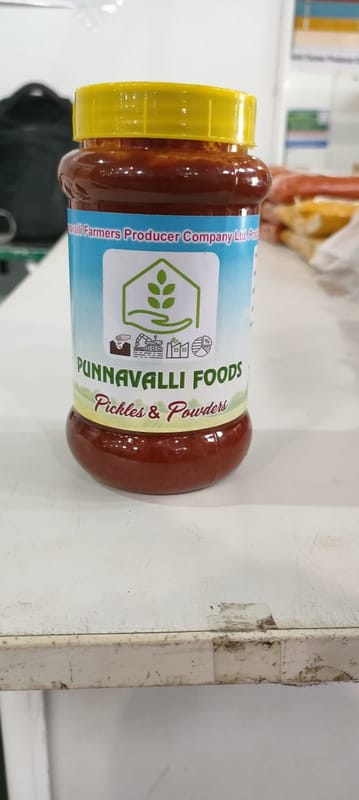 Farmers Producer Company Ltd.
PUNNAVALLI FOODS
Pickles & Powders